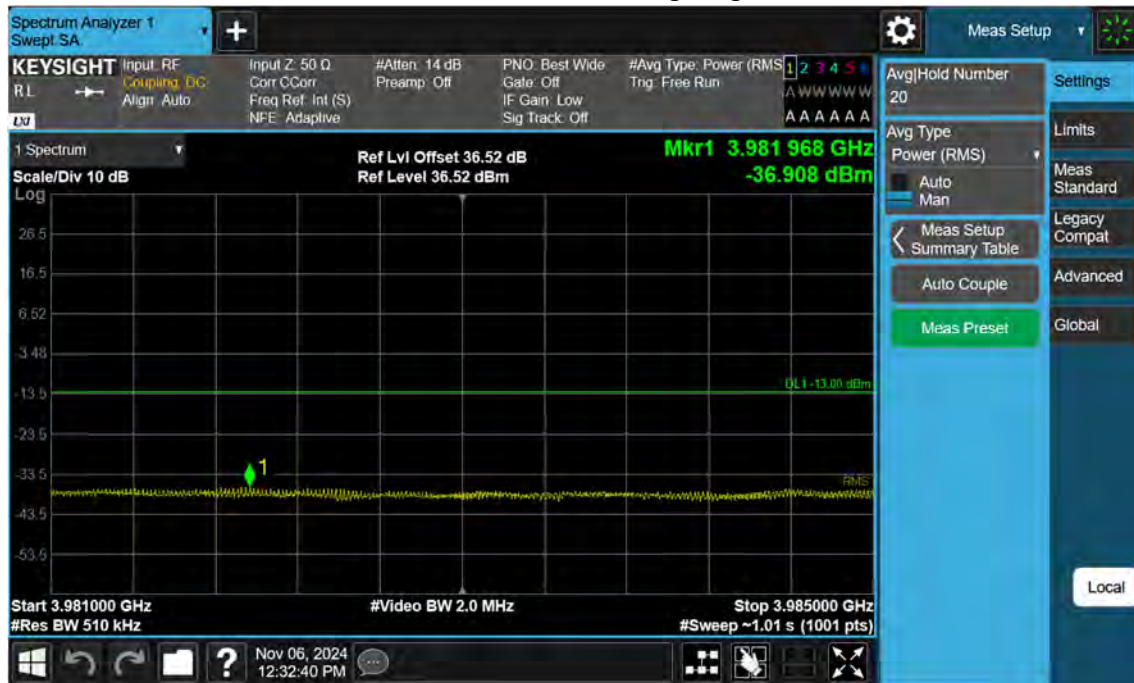 Spectrum Analyzer 1
Swept SA
+
Meas Setup
KEYSIGHT
RL
LXI
Input: RF
Coupling: DC
Align: Auto
Input Z: 50 Ω
Corr CCorr
Freq Ref: Int (S)
NFE: Adaptive
#Atten: 14 dB
Preamp: Off
PNO: Best Wide
Gate: Off
IF Gain: Low
Sig Track: Off
#Avg Type: Power (RMS
Trig: Free Run
1 2 3 4 5 6
A W W W W W
A A A A A A
1 Spectrum
Scale/Div 10 dB
Log
Ref Lvl Offset 36.52 dB
Ref Level 36.52 dBm
Mkr1 3.981 968 GHz
-36.908 dBm
26.5
16.5
6.52
-3.48
-13.5
-23.5
-33.5
-43.5
-53.5
DL1 -13.00 dBm
1
RMS
Start 3.981000 GHz
#Res BW 510 kHz
#Video BW 2.0 MHz
Stop 3.985000 GHz
#Sweep ~1.01 s (1001 pts)
Avg|Hold Number
20
Avg Type
Power (RMS)
Auto
Man
Meas Setup
Summary Table
Auto Couple
Meas Preset
Settings
Limits
Meas
Standard
Legacy
Compat
Advanced
Global
Local
?
Nov 06, 2024
12:32:40 PM